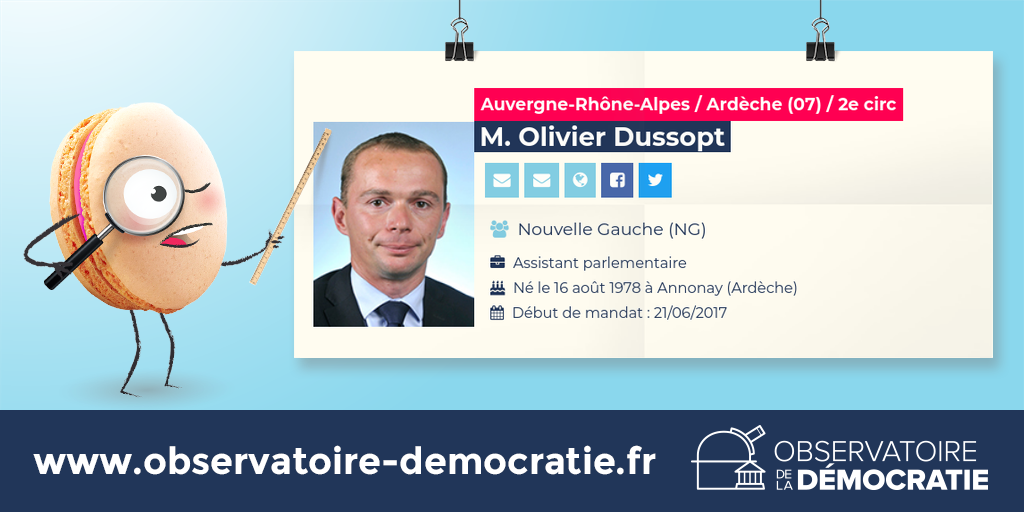 Auvergne-Rhône-Alpes / Ardèche (07) / 2e circ
M. Olivier Dussopt
Nouvelle Gauche (NG)
Assistant parlementaire
Né le 16 août 1978 à Annonay (Ardèche)
Début de mandat : 21/06/2017
www.observatoire-democratie.fr
OBSERVATOIRE
DE LA DÉMOCRATIE